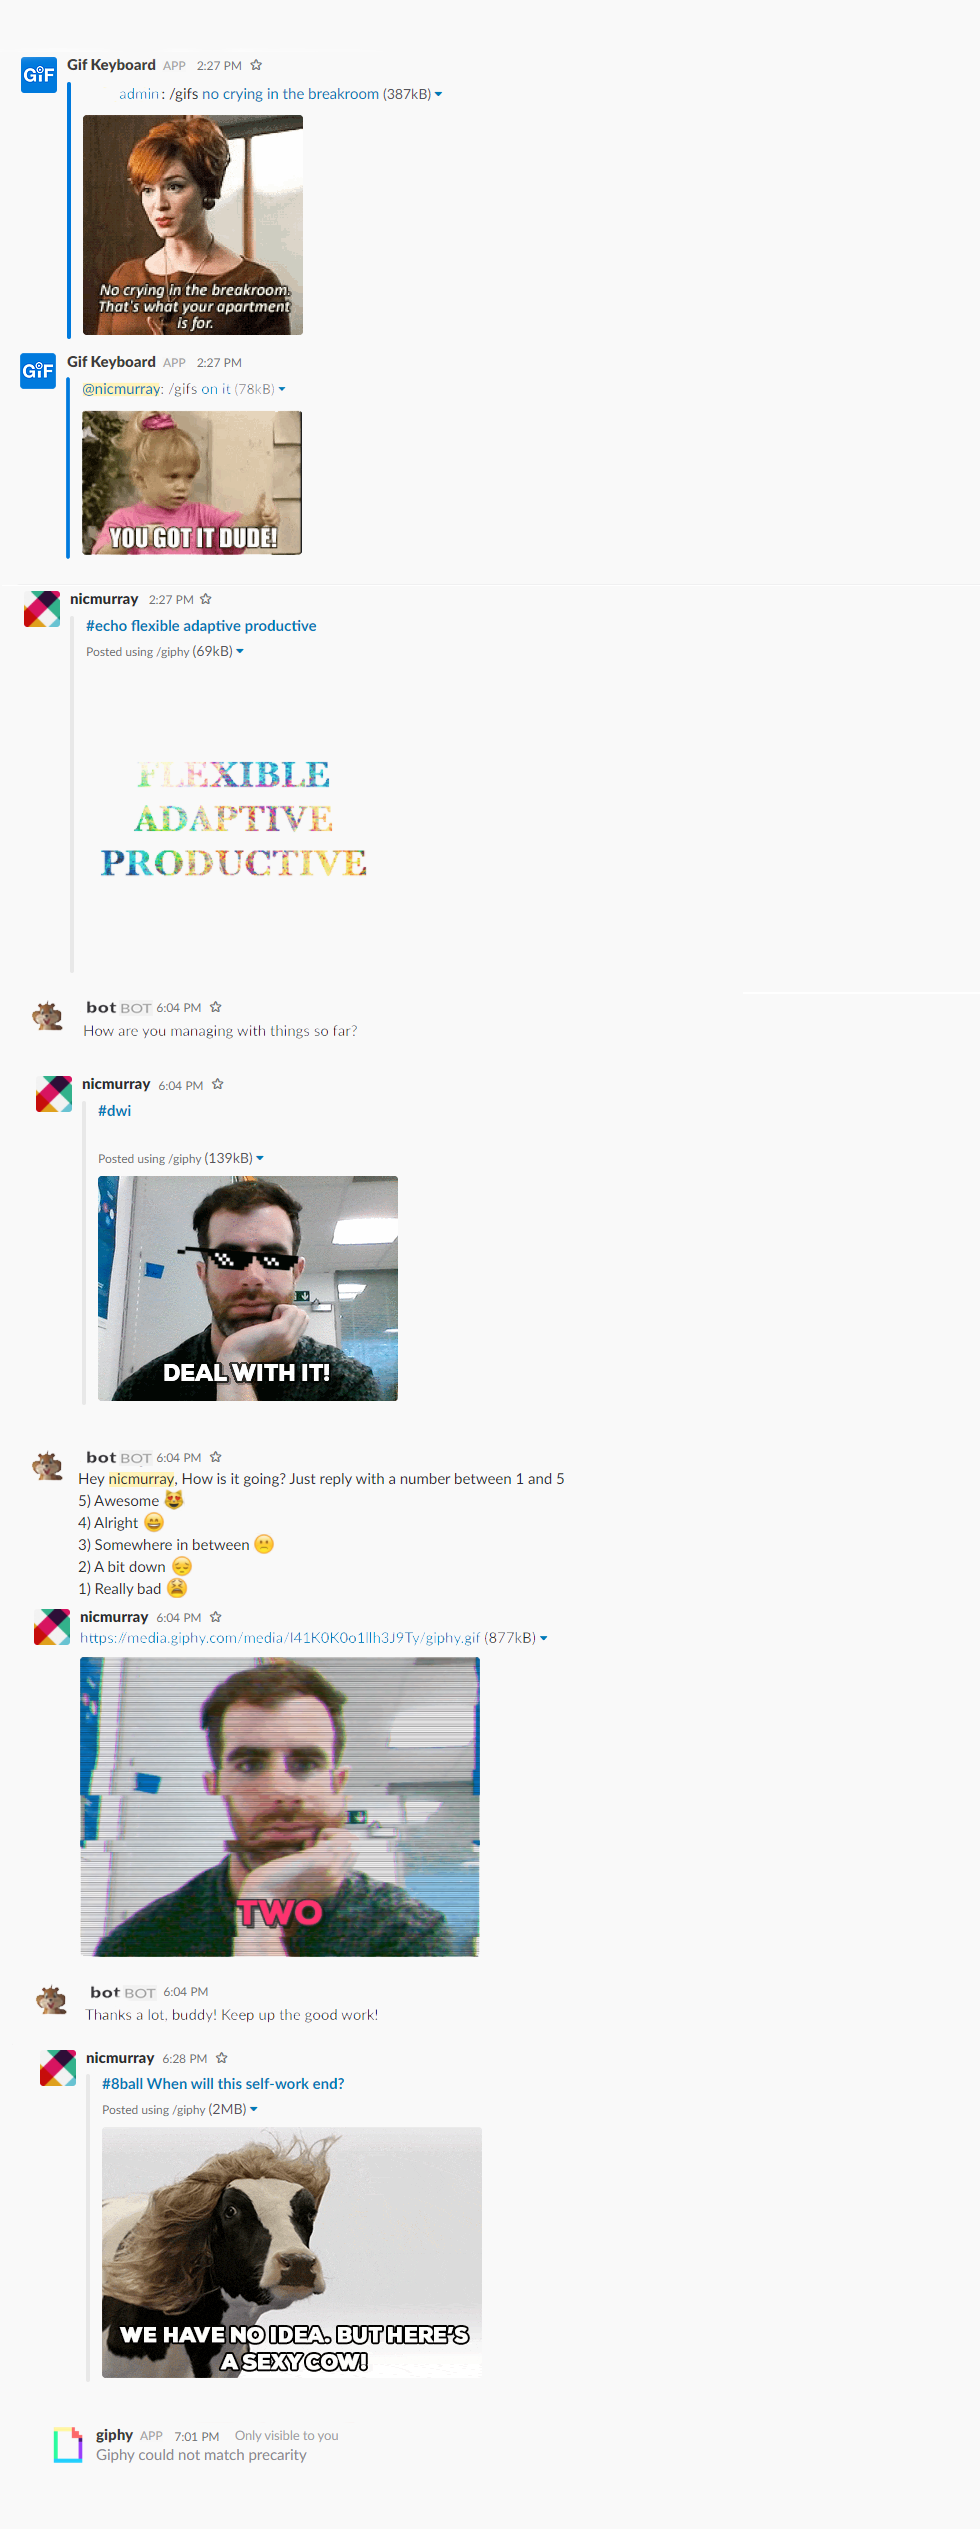 GIF
Gif Keyboard APP 2:27 PM
admin: /gifs no crying in the breakroom (387kB)
No crying in the breakroom.
That's what your apartment
is for.
GIF
Gif Keyboard APP 2:27 PM
@nicmurray: /gifs on it (78kB)
YOU GOT IT DUDE!
nicmurray 2:27 PM
#echo flexible adaptive productive
Posted using /giphy (69kB)
FLEXIBLE
ADAPTIVE
PRODUCTIVE
bot BOT 6:04 PM
How are you managing with things so far?
nicmurray 6:04 PM
#dwi
Posted using /giphy (139kB)
DEAL WITH IT!
bot BOT 6:04 PM
Hey nicmurray, How is it going? Just reply with a number between 1 and 5
5) Awesome
4) Alright
3) Somewhere in between
2) A bit down
1) Really bad
nicmurray 6:04 PM
https://media.giphy.com/media/l41K0K0o1llh3J9Ty/giphy.gif (877kB)
TWO
bot BOT 6:04 PM
Thanks a lot, buddy! Keep up the good work!
nicmurray 6:28 PM
#8ball When will this self-work end?
Posted using /giphy (2MB)
WE HAVE NO IDEA. BUT HERE'S
A SEXY COW!
giphy APP 7:01 PM Only visible to you
Giphy could not match precarity